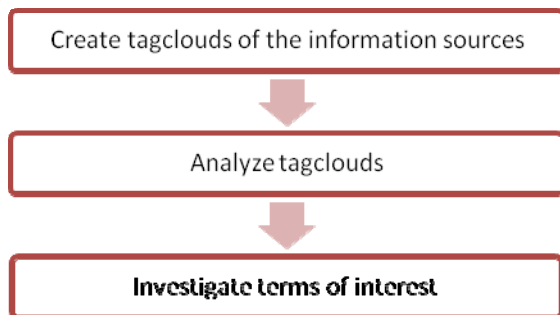 Create tagclouds of the information sources
Analyze tagclouds
Investigate terms of interest